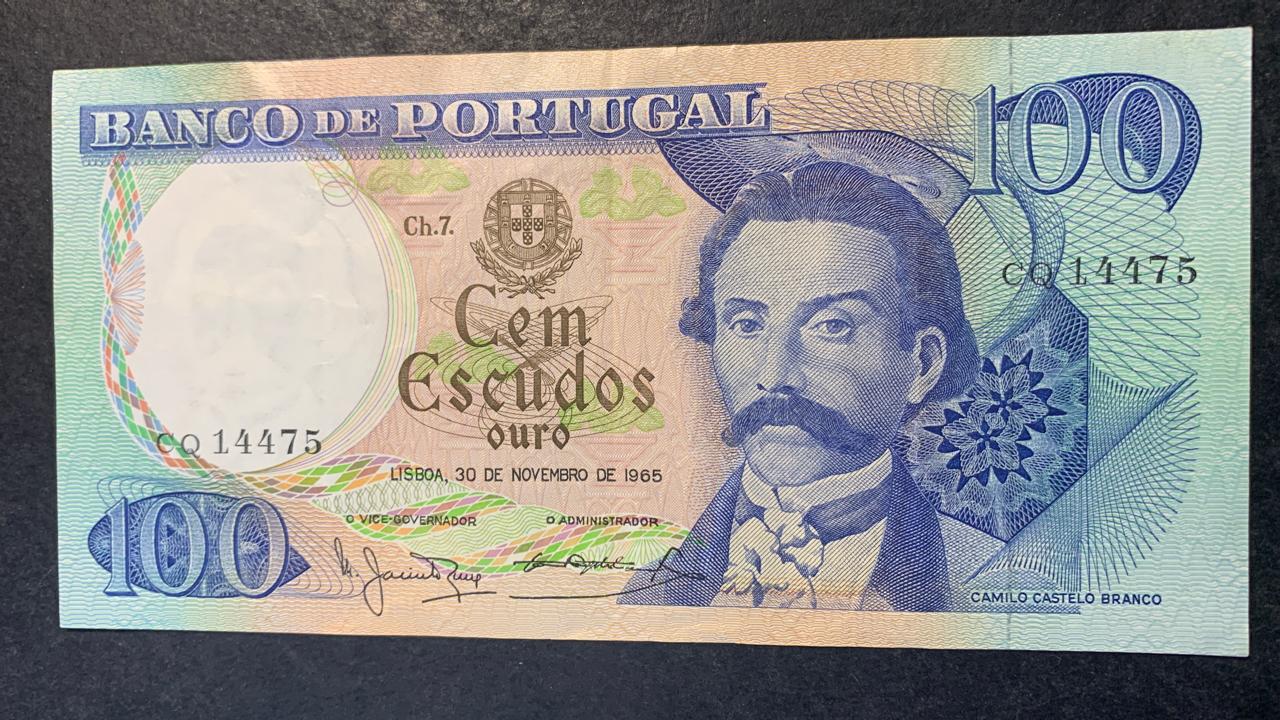 BANCO DE PORTUGAL
100
Ch.7.
CQ 14475
Cem
Escudos
ouro
CQ 14475
LISBOA, 30 DE NOVEMBRO DE 1965
O VICE-GOVERNADOR
O ADMINISTRADOR
100
CAMILO CASTELO BRANCO